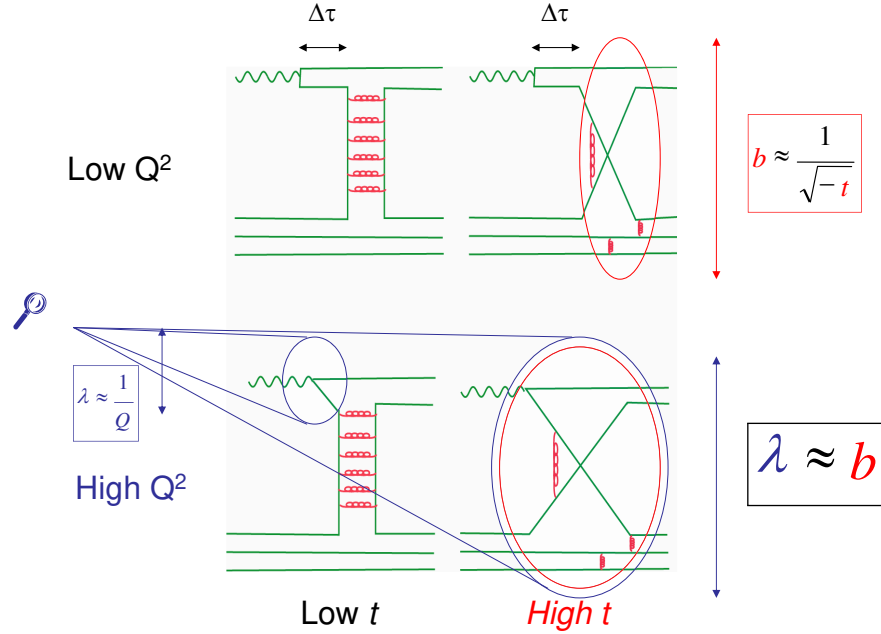 Δτ Δτ
Low Q²
b ≈ 1/√−t
λ ≈ 1/Q
λ ≈ b
High Q²
Low t High t